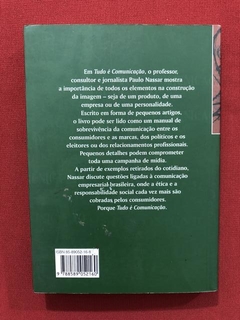 Em Tudo é Comunicação, o professor,
consultor e jornalista Paulo Nassar mostra
a importância de todos os elementos na construção
da imagem – seja de um produto, de uma
empresa ou de uma personalidade.
Escrito em forma de pequenos artigos,
o livro pode ser lido como um manual de
sobrevivência da comunicação entre os consumidores
e as marcas, dos políticos e os
eleitores ou dos relacionamentos profissionais.
Pequenos detalhes podem comprometer
toda uma campanha de mídia.
A partir de exemplos retirados do cotidiano,
Nassar discute questões ligadas à comunicação
empresarial brasileira, onde a ética e a
responsabilidade social cada vez mais são
cobradas pelos consumidores.
Porque Tudo é Comunicação.
9 788589 052160